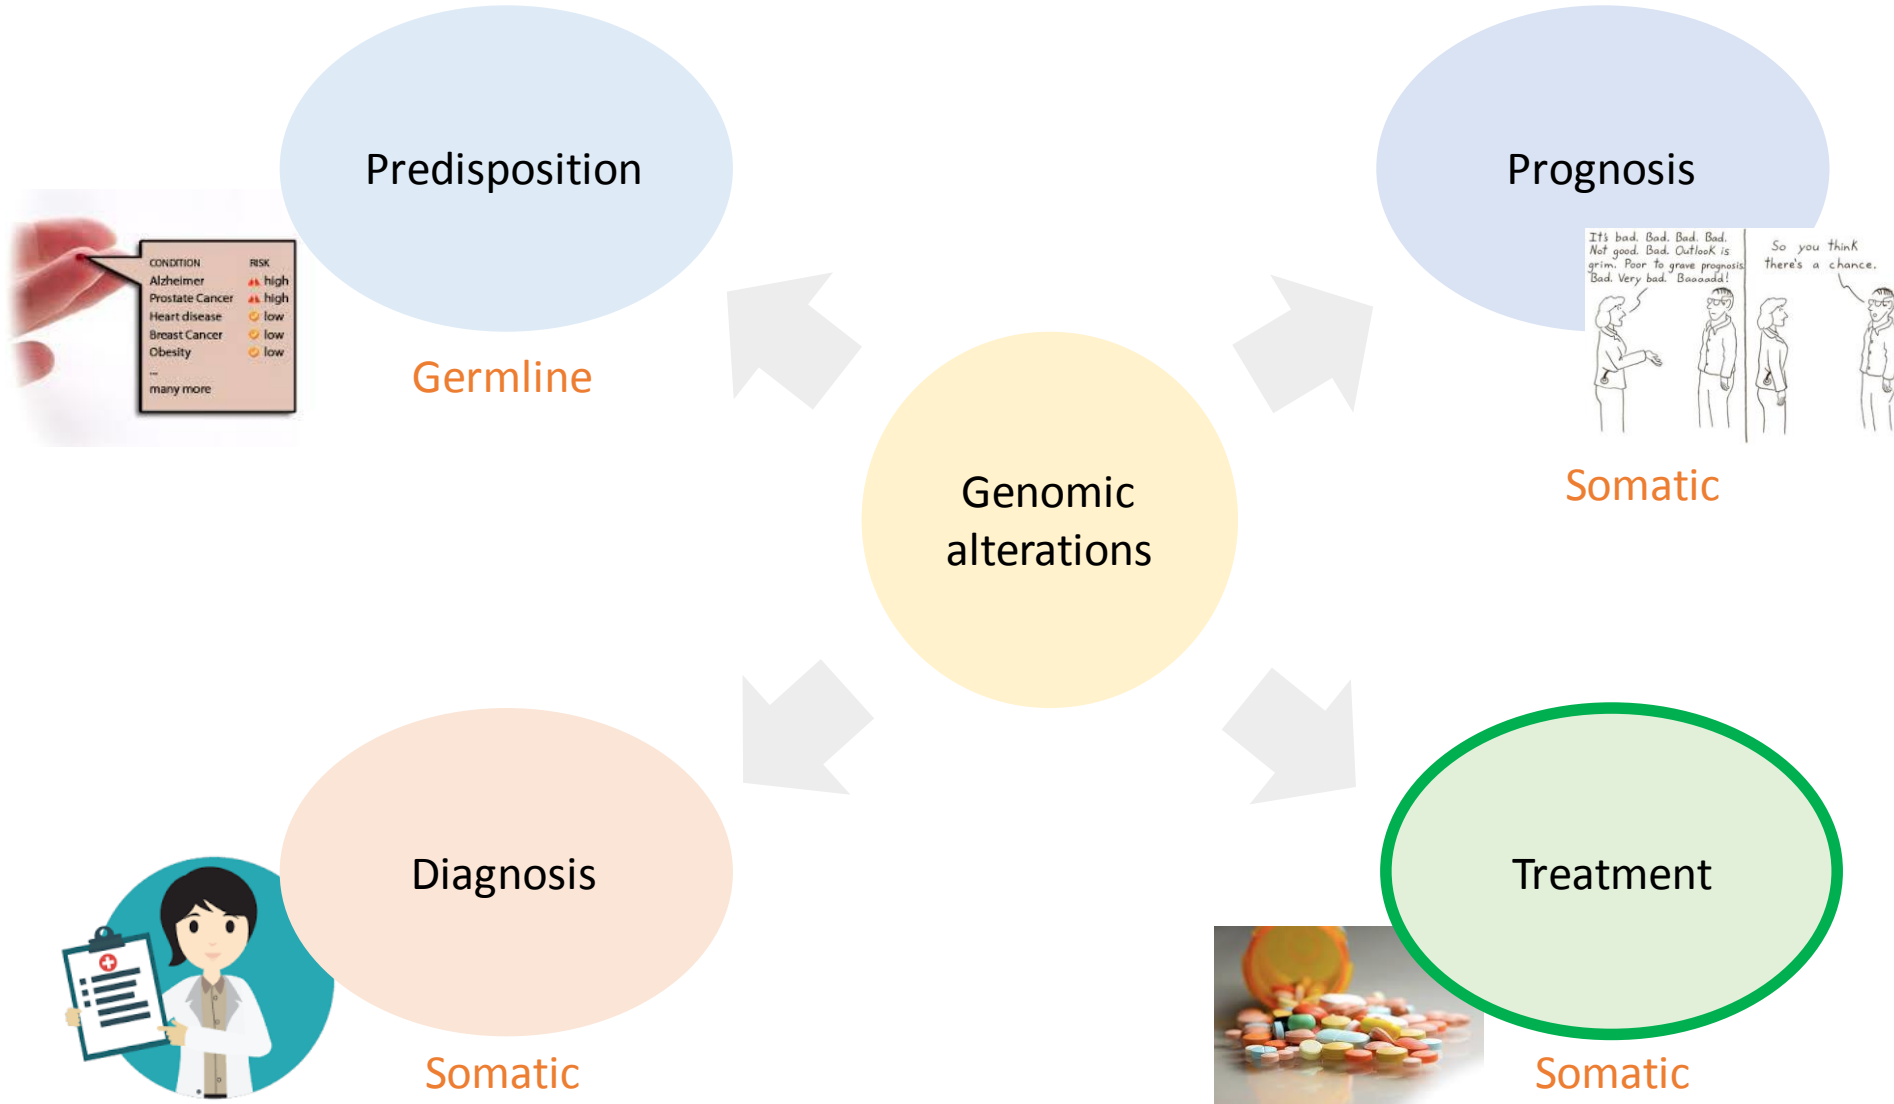 Predisposition
CONDITION RISK
Alzheimer high
Prostate Cancer high
Heart disease low
Breast Cancer low
Obesity low
...
many more
Germline
Prognosis
It's bad. Bad. Bad. Bad.
Not good. Bad. Outlook is
grim. Poor to grave prognosis.
Bad. Very bad. Baaaadd!
So you think
there's a chance.
Somatic
Genomic
alterations
Diagnosis
Somatic
Treatment
Somatic